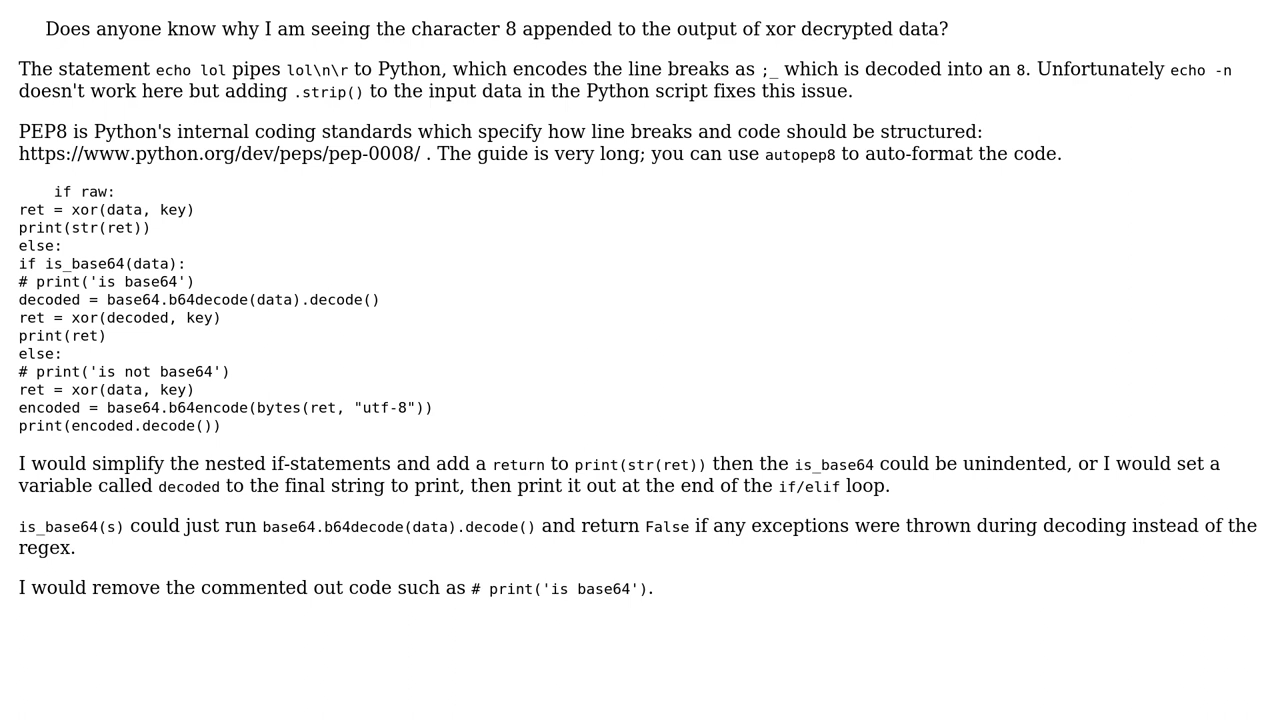 Does anyone know why I am seeing the character 8 appended to the output of xor decrypted data?
The statement echo lol pipes lol\n\r to Python, which encodes the line breaks as ;_ which is decoded into an 8. Unfortunately echo -n
doesn't work here but adding .strip() to the input data in the Python script fixes this issue.
PEP8 is Python's internal coding standards which specify how line breaks and code should be structured:
https://www.python.org/dev/peps/pep-0008/ . The guide is very long; you can use autopep8 to auto-format the code.
    if raw:
ret = xor(data, key)
print(str(ret))
else:
if is_base64(data):
# print('is base64')
decoded = base64.b64decode(data).decode()
ret = xor(decoded, key)
print(ret)
else:
# print('is not base64')
ret = xor(data, key)
encoded = base64.b64encode(bytes(ret, "utf-8"))
print(encoded.decode())
I would simplify the nested if-statements and add a return to print(str(ret)) then the is_base64 could be unindented, or I would set a
variable called decoded to the final string to print, then print it out at the end of the if/elif loop.
is_base64(s) could just run base64.b64decode(data).decode() and return False if any exceptions were thrown during decoding instead of the
regex.
I would remove the commented out code such as # print('is base64').